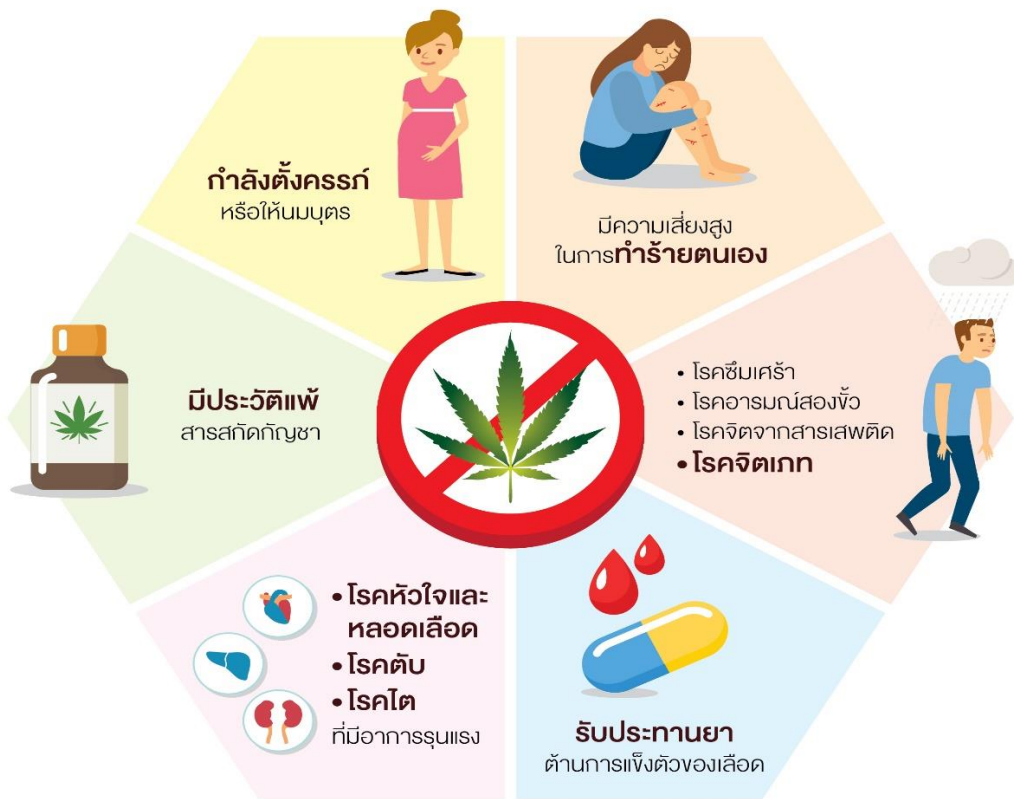 กำลังตั้งครรภ์
หรือให้นมบุตร
มีความเสี่ยงสูง
ในการทำร้ายตนเอง
• โรคซึมเศร้า
• โรคอารมณ์สองขั้ว
• โรคจิตจากสารเสพติด
• โรคจิตเภท
มีประวัติแพ้
สารสกัดกัญชา
• โรคหัวใจและ
หลอดเลือด
• โรคตับ
• โรคไต
ที่มีอาการรุนแรง
รับประทานยา
ต้านการแข็งตัวของเลือด